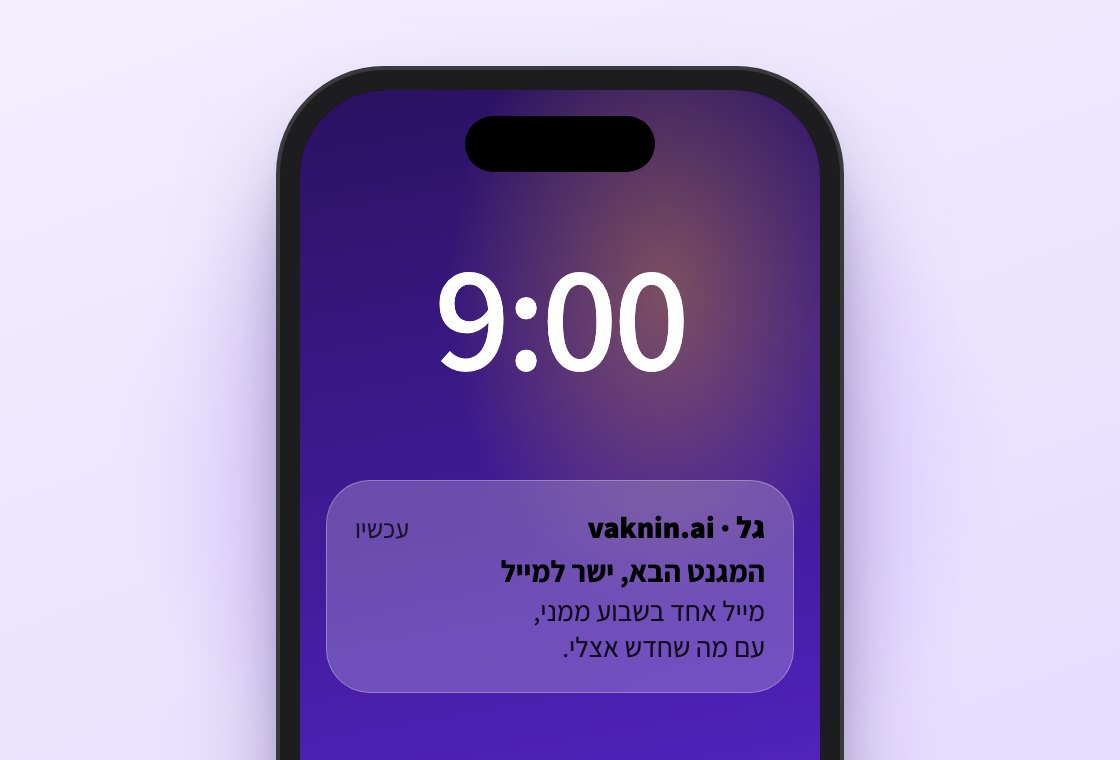 9:00
גל · vaknin.ai
עכשיו
המגנט הבא, ישר למייל
מייל אחד בשבוע ממני,
עם מה שחדש אצלי.